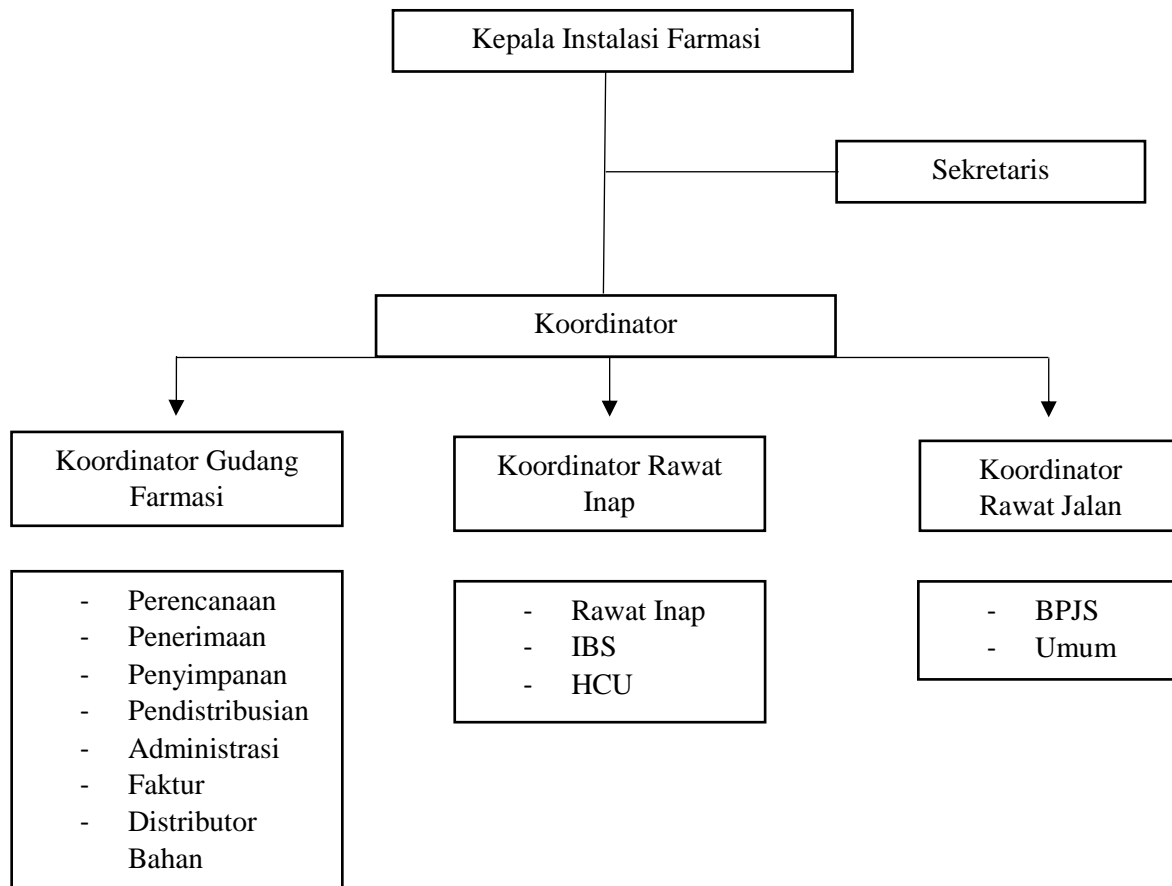 Kepala Instalasi Farmasi
Sekretaris
Koordinator
Koordinator Gudang
Farmasi
Koordinator Rawat
Inap
Koordinator
Rawat Jalan
- Perencanaan
- Penerimaan
- Penyimpanan
- Pendistribusian
- Administrasi
- Faktur
- Distributor
Bahan
- Rawat Inap
- IBS
- HCU
- BPJS
- Umum